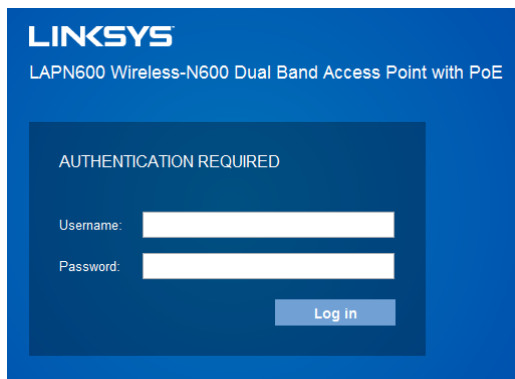 LINKSYS
LAPN600 Wireless-N600 Dual Band Access Point with PoE
AUTHENTICATION REQUIRED
Username:
Password:
Log in